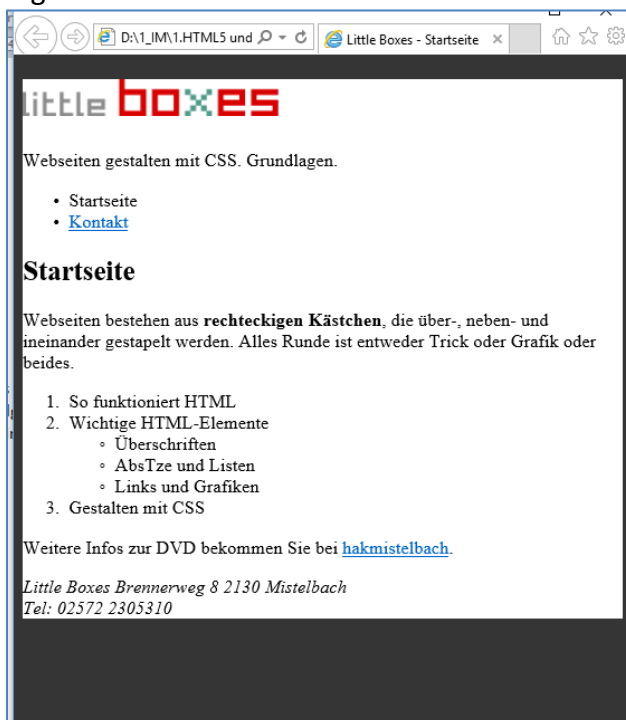 D:\1_IM\1.HTML5 und
Little Boxes - Startseite
little boxes
Webseiten gestalten mit CSS. Grundlagen.
• Startseite
• Kontakt
Startseite
Webseiten bestehen aus rechteckigen Kästchen, die über-, neben- und
ineinander gestapelt werden. Alles Runde ist entweder Trick oder Grafik oder
beides.
1. So funktioniert HTML
2. Wichtige HTML-Elemente
◦ Überschriften
◦ AbsTze und Listen
◦ Links und Grafiken
3. Gestalten mit CSS
Weitere Infos zur DVD bekommen Sie bei hakmistelbach.
Little Boxes Brennerweg 8 2130 Mistelbach
Tel: 02572 2305310